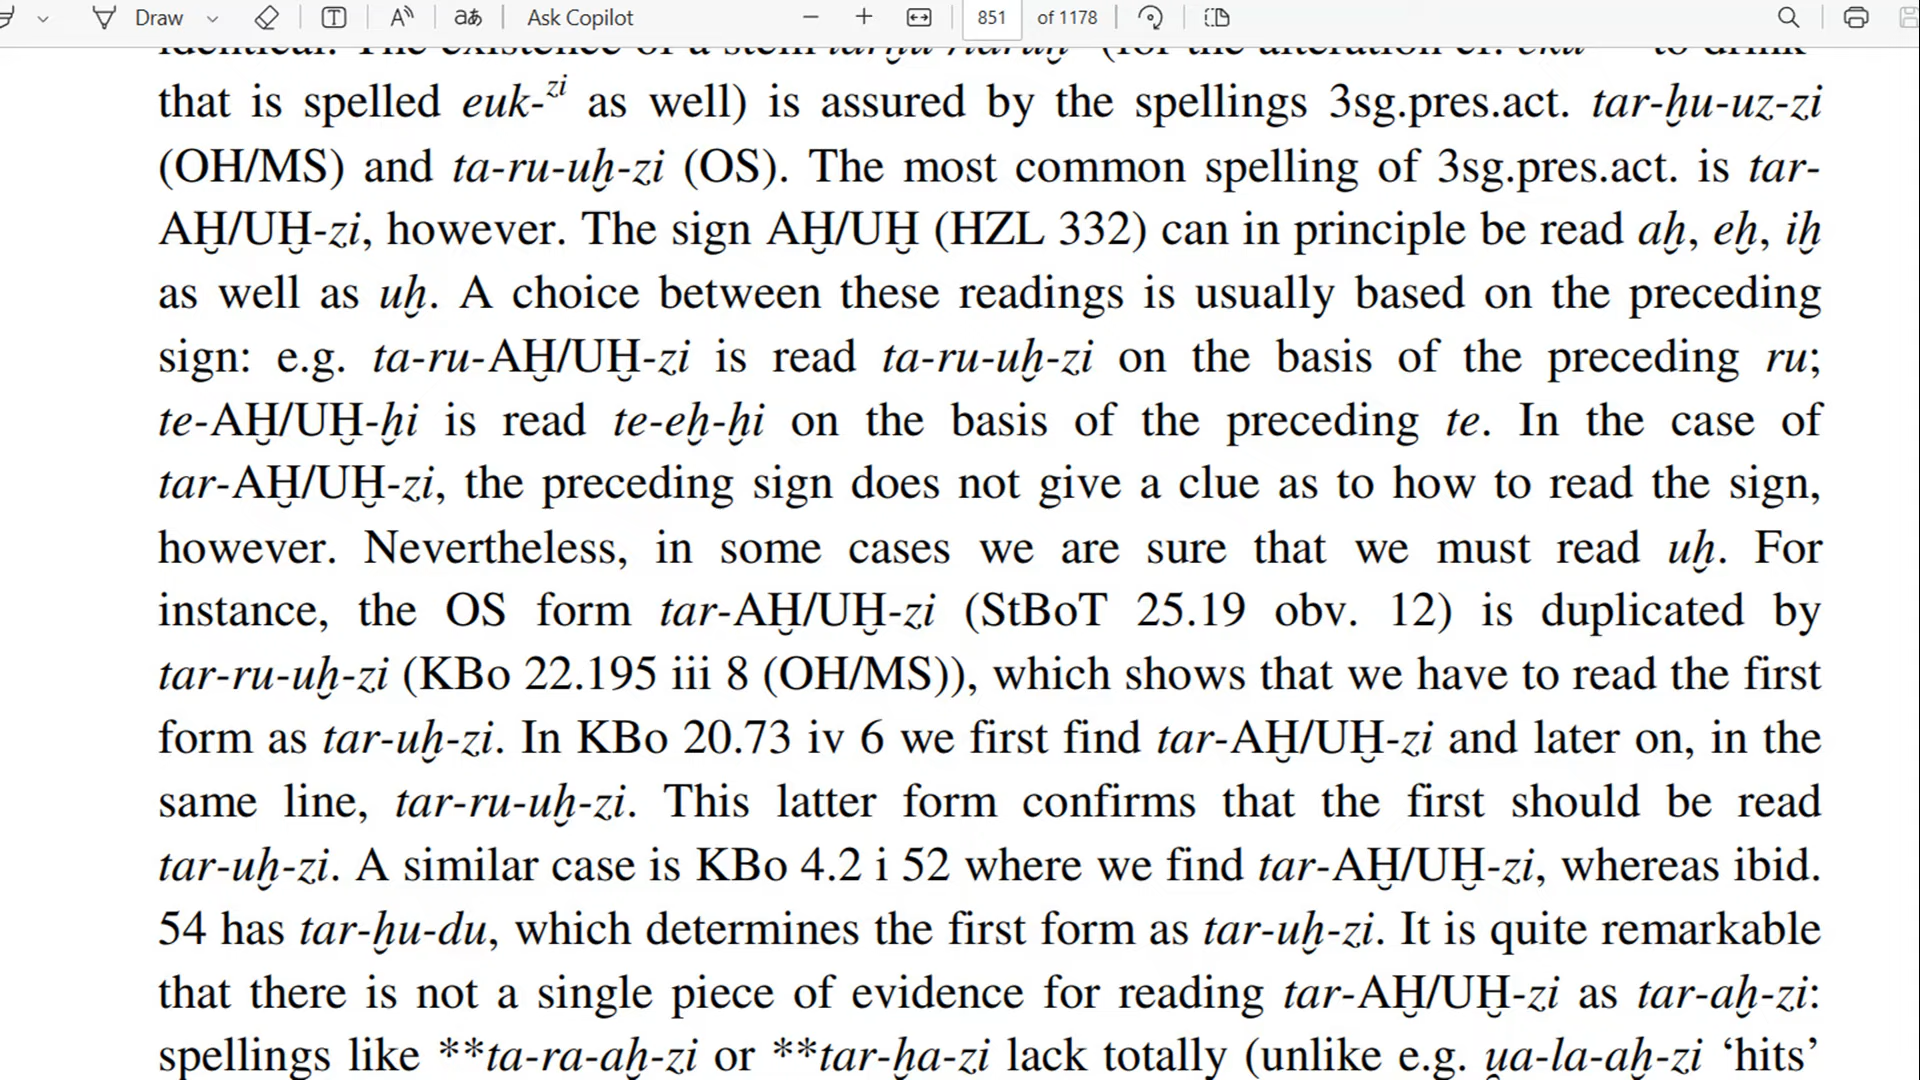 Draw
Ask Copilot
851 of 1178
identical. The existence of a stem
that is spelled euk-zi as well) is assured by the spellings 3sg.pres.act. tar-ḫu-uz-zi
(OH/MS) and ta-ru-uḫ-zi (OS). The most common spelling of 3sg.pres.act. is tar-
AḪ/UḪ-zi, however. The sign AḪ/UḪ (HZL 332) can in principle be read aḫ, eḫ, iḫ
as well as uḫ. A choice between these readings is usually based on the preceding
sign: e.g. ta-ru-AḪ/UḪ-zi is read ta-ru-uḫ-zi on the basis of the preceding ru;
te-AḪ/UḪ-ḫi is read te-eḫ-ḫi on the basis of the preceding te. In the case of
tar-AḪ/UḪ-zi, the preceding sign does not give a clue as to how to read the sign,
however. Nevertheless, in some cases we are sure that we must read uḫ. For
instance, the OS form tar-AḪ/UḪ-zi (StBoT 25.19 obv. 12) is duplicated by
tar-ru-uḫ-zi (KBo 22.195 iii 8 (OH/MS)), which shows that we have to read the first
form as tar-uḫ-zi. In KBo 20.73 iv 6 we first find tar-AḪ/UḪ-zi and later on, in the
same line, tar-ru-uḫ-zi. This latter form confirms that the first should be read
tar-uḫ-zi. A similar case is KBo 4.2 i 52 where we find tar-AḪ/UḪ-zi, whereas ibid.
54 has tar-ḫu-du, which determines the first form as tar-uḫ-zi. It is quite remarkable
that there is not a single piece of evidence for reading tar-AḪ/UḪ-zi as tar-aḫ-zi:
spellings like **ta-ra-aḫ-zi or **tar-ḫa-zi lack totally (unlike e.g. u̯a-la-aḫ-zi ‘hits’